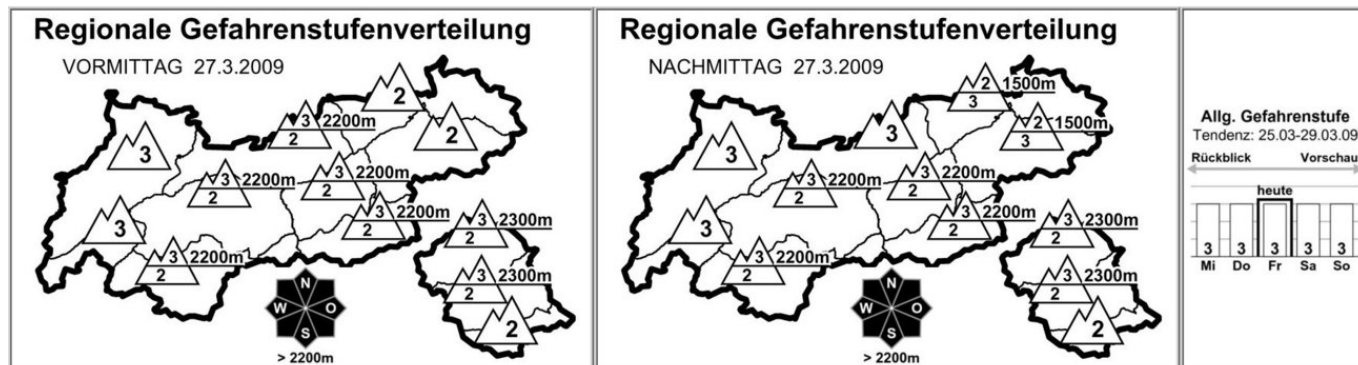 Regionale Gefahrenstufenverteilung
VORMITTAG 27.3.2009
2
3 2200m
2
2
3
3 2200m
2
3 2200m
2
3
3 2200m
2
3 2300m
2
3 2200m
2
3 2300m
2
2
N
W O
S
> 2200m
Regionale Gefahrenstufenverteilung
NACHMITTAG 27.3.2009
2 1500m
3
3
2 1500m
3
3
3 2200m
2
3 2200m
2
3
3 2200m
2
3 2300m
2
3 2200m
2
3 2300m
2
2
N
W O
S
> 2200m
Allg. Gefahrenstufe
Tendenz: 25.03-29.03.09
Rückblick Vorschau
heute
3 3 3 3 3
Mi Do Fr Sa So